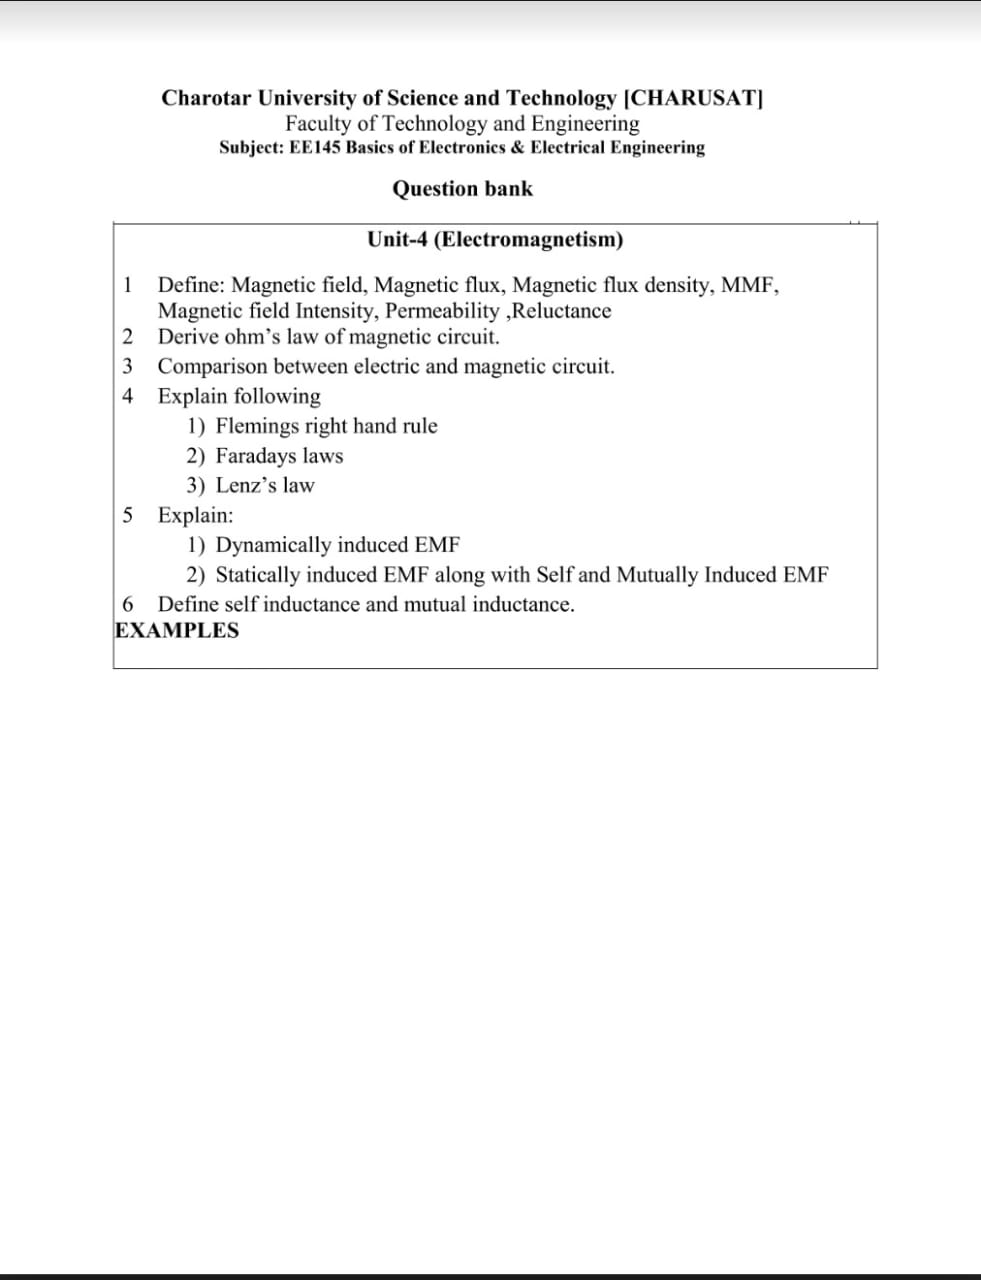 Charotar University of Science and Technology [CHARUSAT]
Faculty of Technology and Engineering
Subject: EE145 Basics of Electronics & Electrical Engineering
Question bank
Unit-4 (Electromagnetism)
1 Define: Magnetic field, Magnetic flux, Magnetic flux density, MMF,
Magnetic field Intensity, Permeability ,Reluctance
2 Derive ohm’s law of magnetic circuit.
3 Comparison between electric and magnetic circuit.
4 Explain following
1) Flemings right hand rule
2) Faradays laws
3) Lenz’s law
5 Explain:
1) Dynamically induced EMF
2) Statically induced EMF along with Self and Mutually Induced EMF
6 Define self inductance and mutual inductance.
EXAMPLES